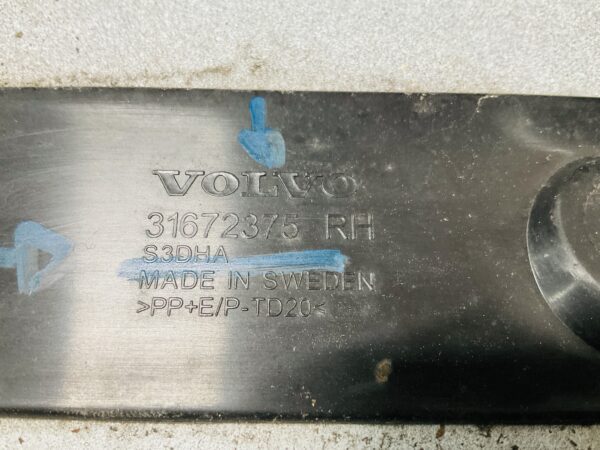 VOLVO
31672375 RH
S3DHA
MADE IN SWEDEN
>PP+E/P-TD20<